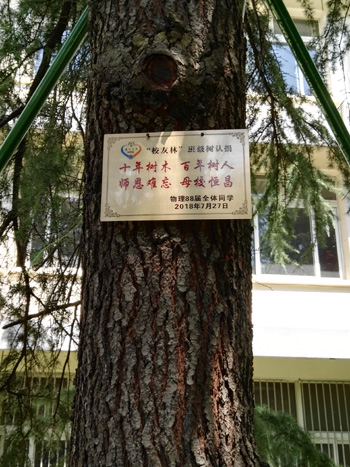 “校友林”班级树认捐
十年树木 百年树人
师恩难忘 母校恒昌
物理88届全体同学
2018年7月27日